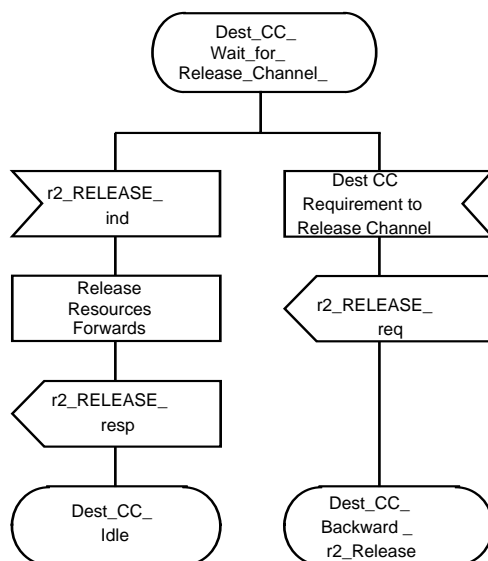 Dest_CC_
Wait_for_
Release_Channel_
r2_RELEASE_
ind
Dest CC
Requirement to
Release Channel
Release
Resources
Forwards
r2_RELEASE_
req
r2_RELEASE_
resp
Dest_CC_
Idle
Dest_CC_
Backward _
r2_Release